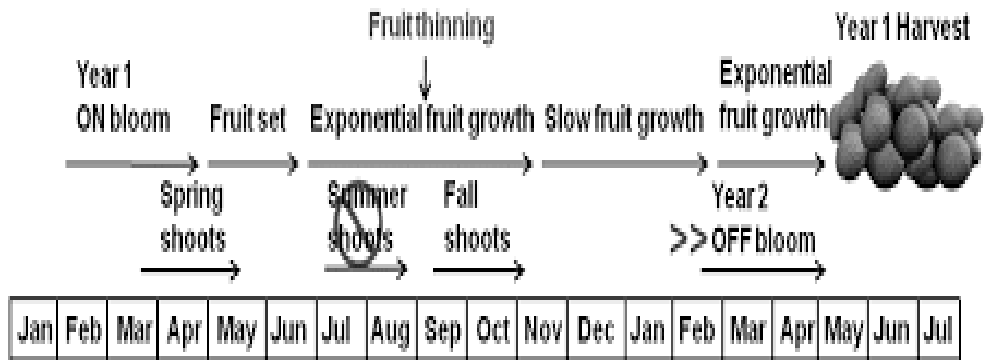 Fruit thinning
Year 1 Harvest
Year 1
ON bloom
Fruit set
Exponential fruit growth
Slow fruit growth
Exponential
fruit growth
Spring
shoots
Summer
shoots
Fall
shoots
Year 2
>> OFF bloom
Jan Feb Mar Apr May Jun Jul Aug Sep Oct Nov Dec Jan Feb Mar Apr May Jun Jul